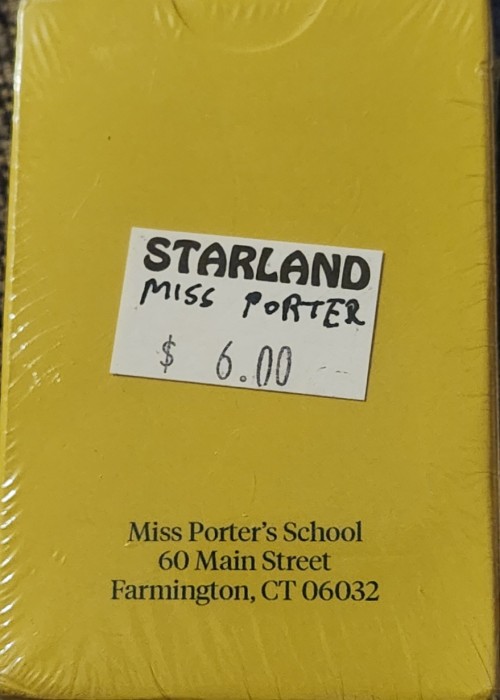 STARLAND
MISS PORTER
$ 6.00
Miss Porter's School
60 Main Street
Farmington, CT 06032